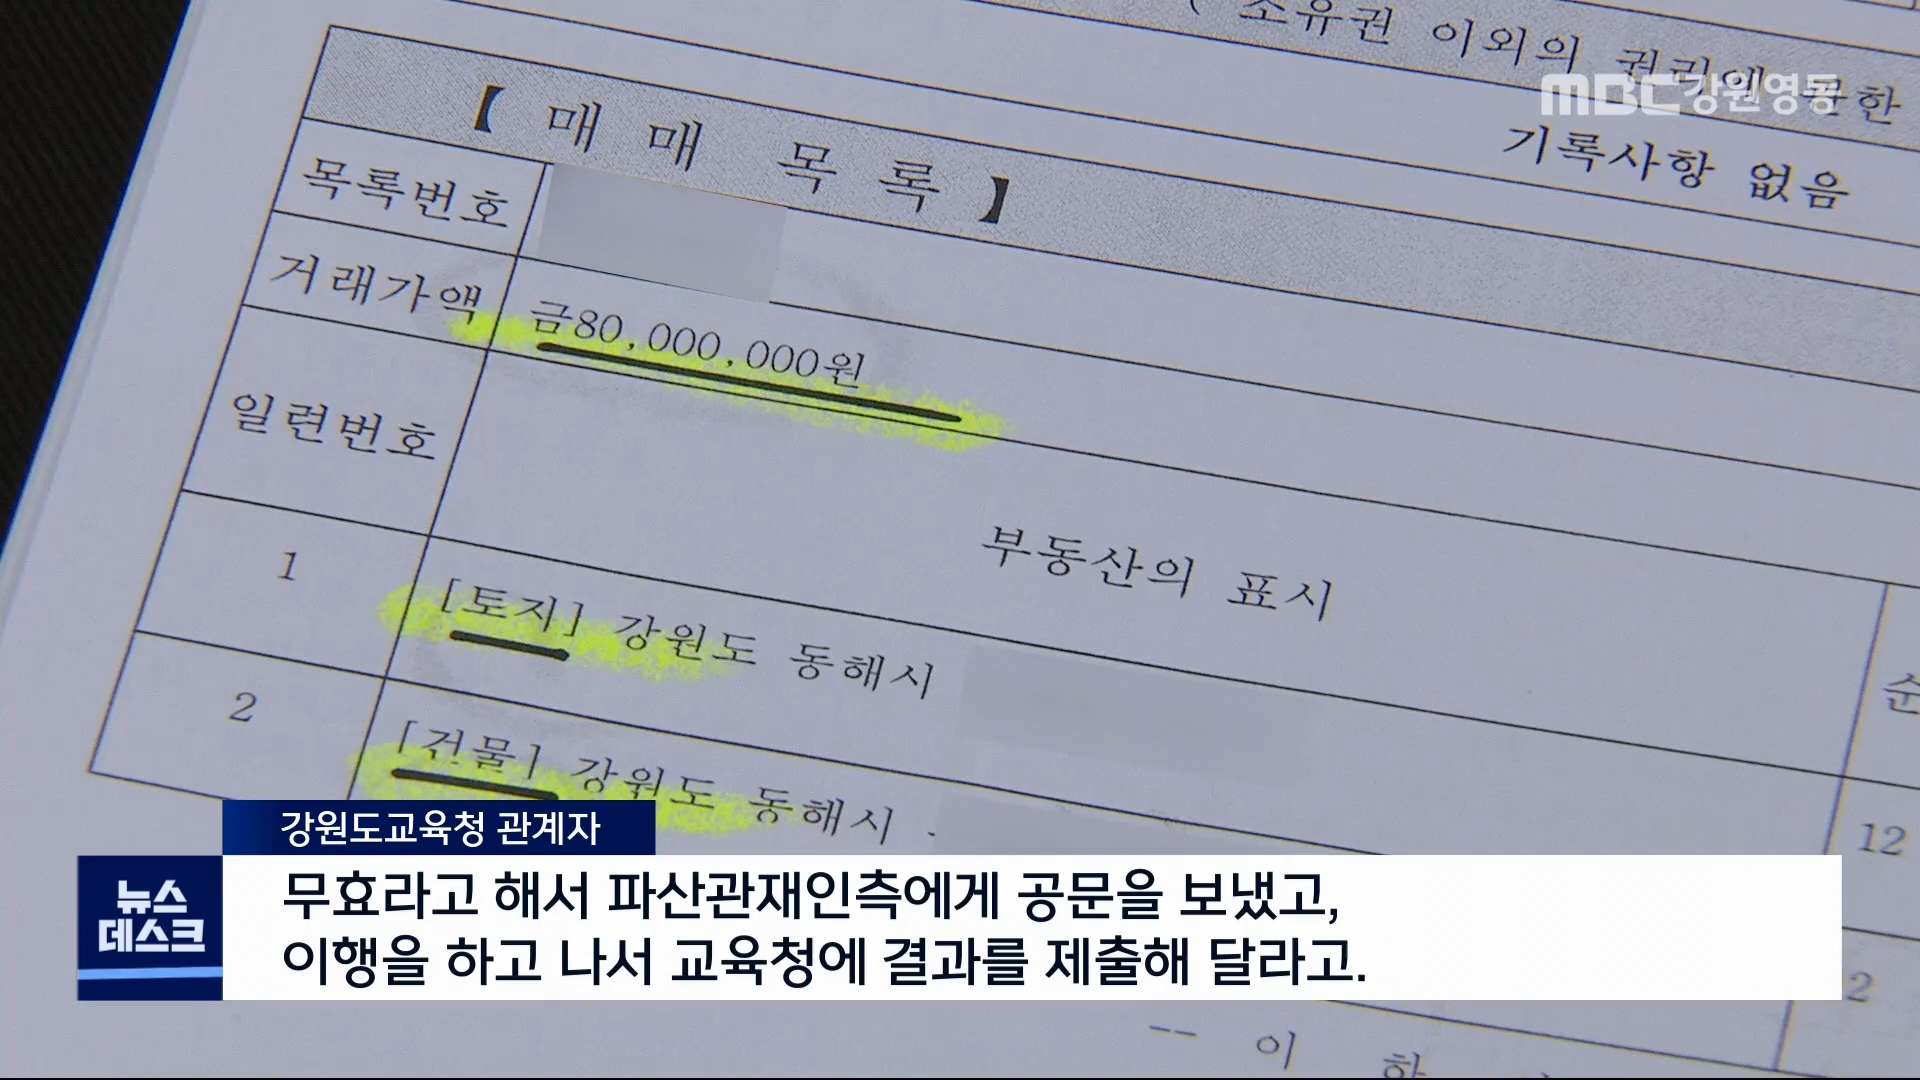 ( 소유권 이외의 권리에 관한
MBC강원영동
기록사항 없음
【 매 매 목 록 】
목록번호
거래가액 금80,000,000원
일련번호 부동산의 표시
1 [토지] 강원도 동해시
2 [건물] 강원도 동해시
순
12
2
강원도교육청 관계자
뉴스
데스크
무효라고 해서 파산관재인측에게 공문을 보냈고,
이행을 하고 나서 교육청에 결과를 제출해 달라고.
-- 이 하